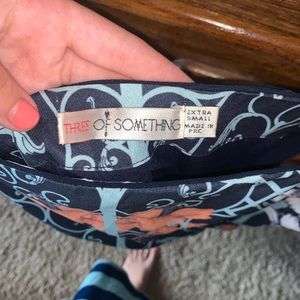 THREE OF SOMETHING
EXTRA
SMALL
MADE IN
PRC